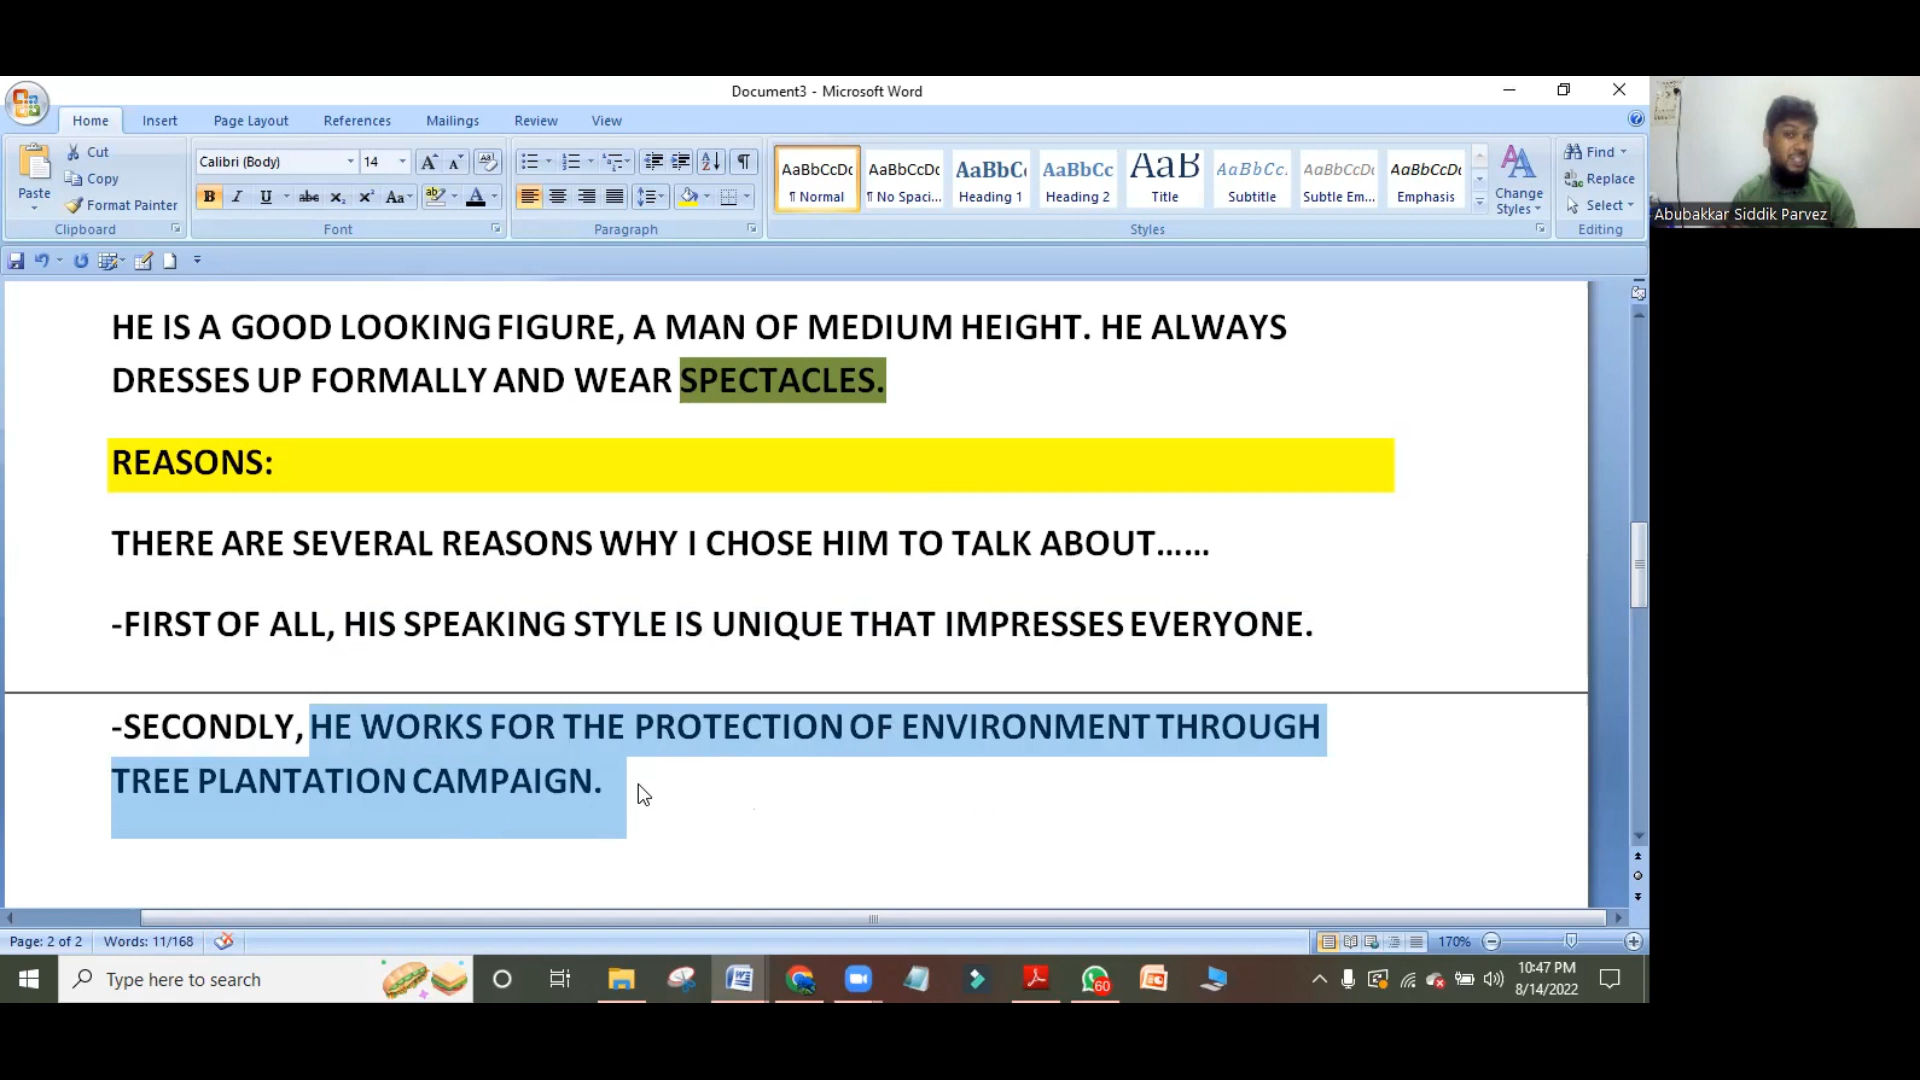 Document3 - Microsoft Word
Home Insert Page Layout References Mailings Review View
Paste
Cut
Copy
Format Painter
Clipboard
Calibri (Body) 14
Font
Paragraph
AaBbCcDc AaBbCcDc AaBbC AaBbCc AaB AaBbCc. AaBbCcDc AaBbCcDc
¶ Normal ¶ No Spaci... Heading 1 Heading 2 Title Subtitle Subtle Em... Emphasis
Change Styles
Styles
Find
Replace
Select
Editing
Abubakkar Siddik Parvez
HE IS A GOOD LOOKING FIGURE, A MAN OF MEDIUM HEIGHT. HE ALWAYS
DRESSES UP FORMALLY AND WEAR SPECTACLES.
REASONS:
THERE ARE SEVERAL REASONS WHY I CHOSE HIM TO TALK ABOUT......
-FIRST OF ALL, HIS SPEAKING STYLE IS UNIQUE THAT IMPRESSES EVERYONE.
-SECONDLY, HE WORKS FOR THE PROTECTION OF ENVIRONMENT THROUGH
TREE PLANTATION CAMPAIGN.
Page: 2 of 2 Words: 11/168 170%
Type here to search
60
10:47 PM
8/14/2022